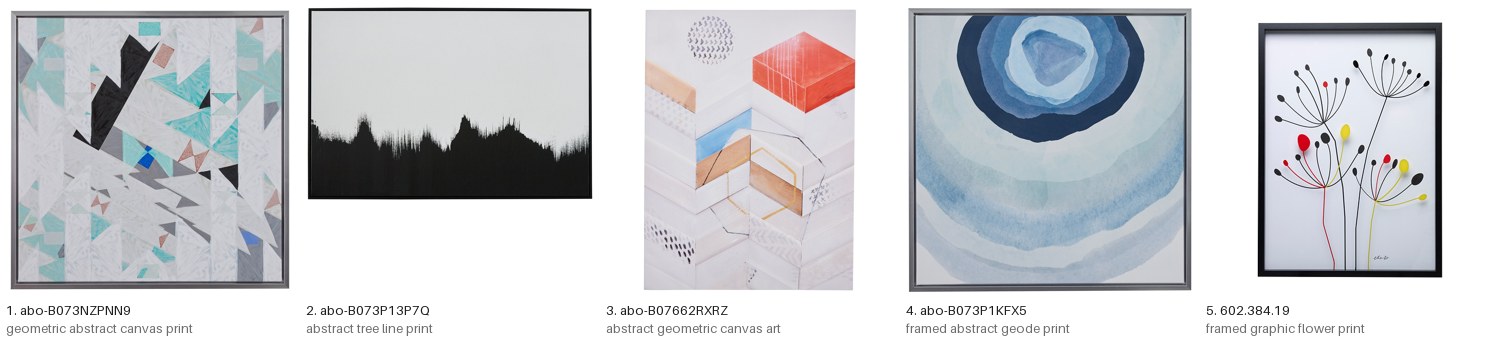 1. abo-B073NZPNN9
geometric abstract canvas print
2. abo-B073P13P7Q
abstract tree line print
3. abo-B07662RXRZ
abstract geometric canvas art
4. abo-B073P1KFX5
framed abstract geode print
5. 602.384.19
framed graphic flower print